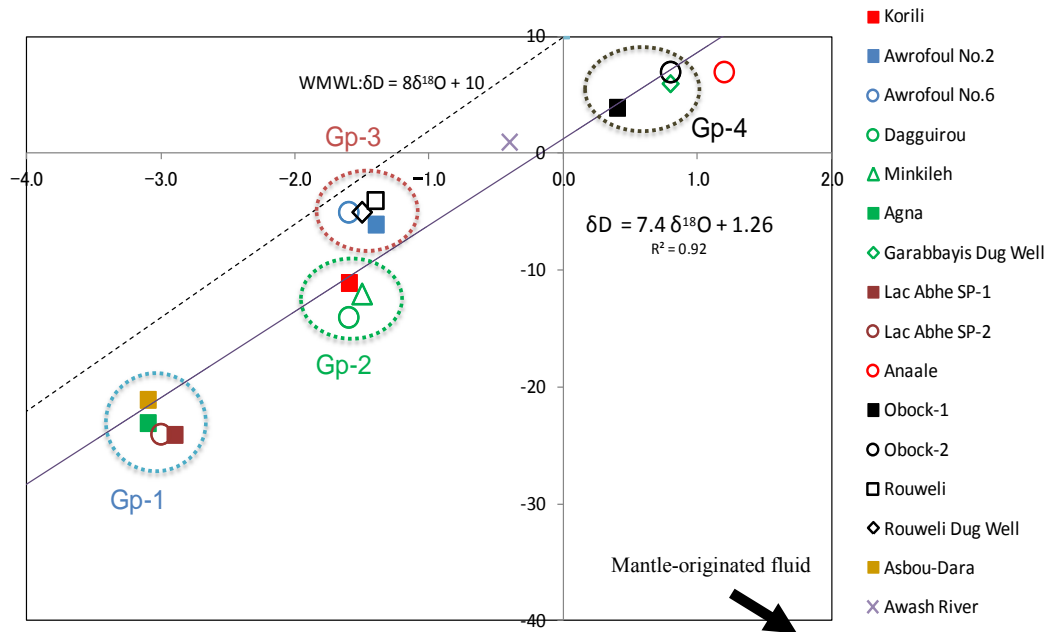 10
WMWL:δD = 8δ¹⁸O + 10
Gp-3
Gp-4
0
−4.0
−3.0
−2.0
−1.0
0.0
1.0
2.0
δD = 7.4 δ¹⁸O + 1.26
R² = 0.92
-10
Gp-2
-20
Gp-1
-30
Mantle-originated fluid
-40
Korili
Awrofoul No.2
Awrofoul No.6
Dagguirou
Minkileh
Agna
Garabbayis Dug Well
Lac Abhe SP-1
Lac Abhe SP-2
Anaale
Obock-1
Obock-2
Rouweli
Rouweli Dug Well
Asbou-Dara
Awash River